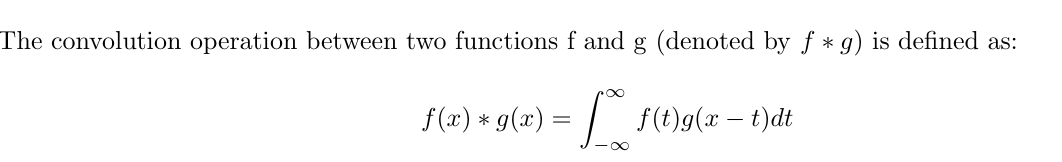 The convolution operation between two functions f and g (denoted by f ∗ g) is defined as:
f(x) ∗ g(x) = ∫_{−∞}^{∞} f(t)g(x − t)dt